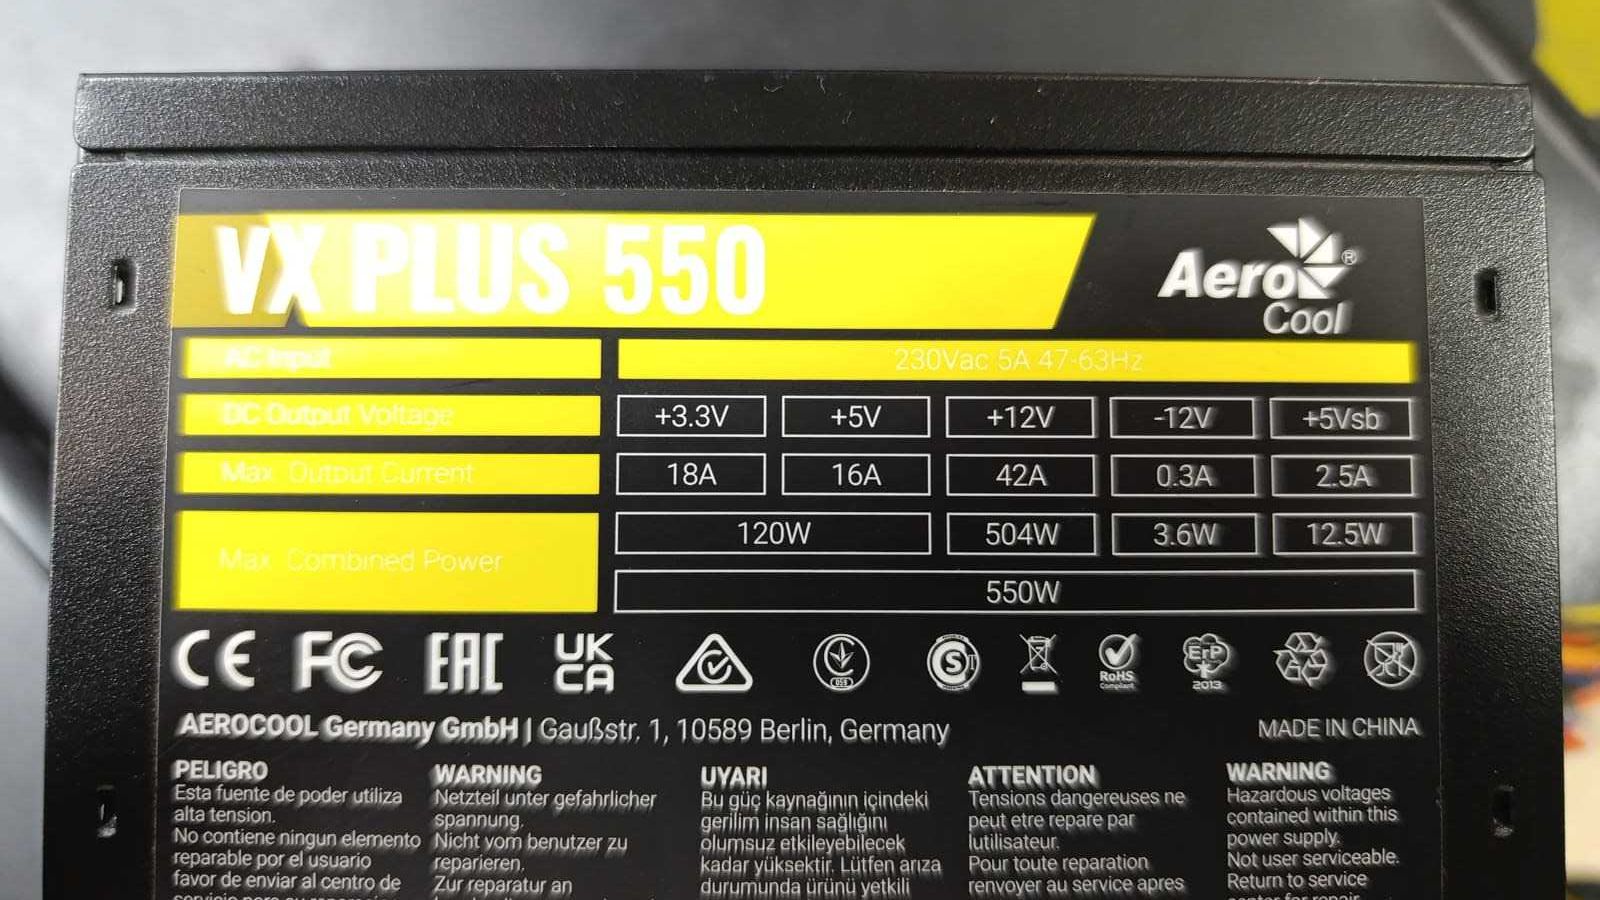 VX PLUS 550
Aero
Cool
®
AC Input 230Vac 5A 47-63Hz
DC Output Voltage +3.3V +5V +12V -12V +5Vsb
Max. Output Current 18A 16A 42A 0.3A 2.5A
Max. Combined Power 120W 504W 3.6W 12.5W
550W
CE FC EAC UK CA 059 S T RoHS Compliant ErP 2013
AEROCOOL Germany GmbH | Gaußstr. 1, 10589 Berlin, Germany
MADE IN CHINA
PELIGRO
Esta fuente de poder utiliza
alta tension.
No contiene ningun elemento
reparable por el usuario
favor de enviar al centro de
WARNING
Netzteil unter gefahrlicher
spannung.
Nicht vom benutzer zu
reparieren.
Zur reparatur an
UYARI
Bu güç kaynağının içindeki
gerilim insan sağlığını
olumsuz etkileyebilecek
kadar yüksektir. Lütfen arıza
durumunda ürünü yetkili
ATTENTION
Tensions dangereuses ne
peut etre repare par
lutilisateur.
Pour toute reparation
renvoyer au service apres
WARNING
Hazardous voltages
contained within this
power supply.
Not user serviceable.
Return to service
center for repair.